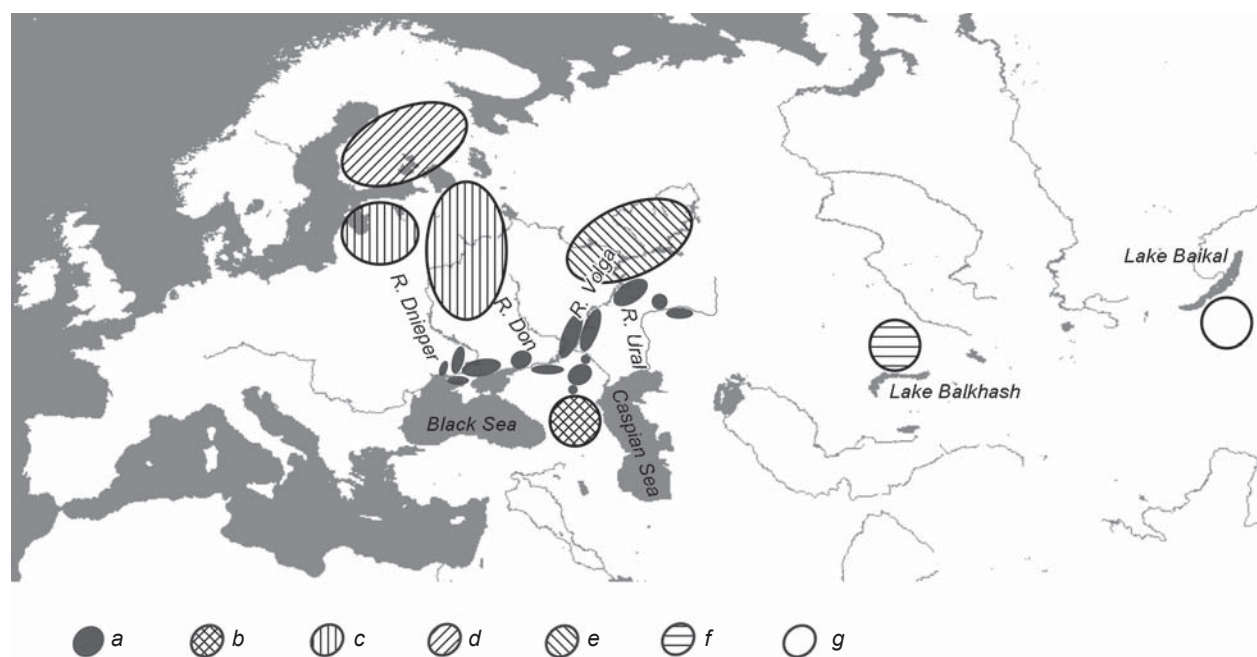 Lake Baikal
R. Volga
R. Dnieper
R. Don
R. Ural
Lake Balkhash
Black Sea
Caspian Sea
a b c d e f g